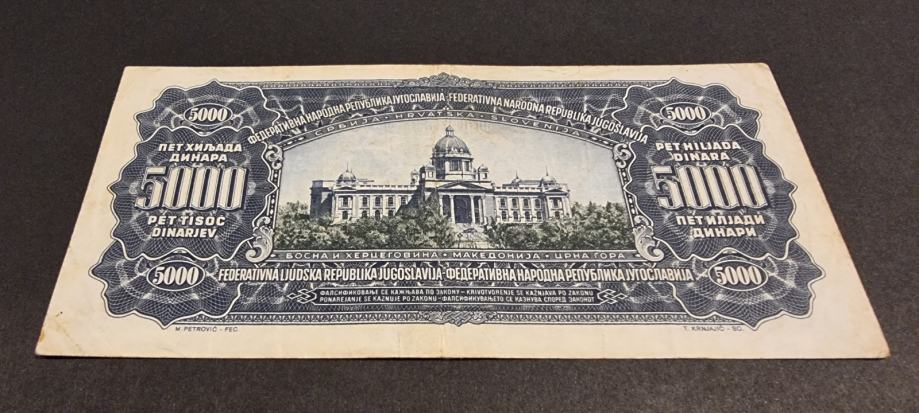 5000
5000
ФЕДЕРАТИВНА НАРОДНА РЕПУБЛИКА ЈУГОСЛАВИЈА · FEDERATIVNA NARODNA REPUBLIKA JUGOSLAVIJA
СРБИЈА · HRVATSKA · SLOVENIJA
ПЕТ ХИЉАДА
ДИНАРА
5000
PET TISOČ
DINARJEV
PET HILJADA
DINARA
5000
ПЕТ ИЛЈАДИ
ДИНАРИ
БОСНА И ХЕРЦЕГОВИНА · МАКЕДОНИЈА · ЦРНА ГОРА
5000
FEDERATIVNA LJUDSKA REPUBLIKA JUGOSLAVIJA · ФЕДЕРАТИВНА НАРОДНА РЕПУБЛИКА ЈУГОСЛАВИЈА
5000
ФАЛСИФИКОВАЊЕ СЕ КАЖЊАВА ПО ЗАКОНУ · KRIVOTVORENJE SE KAZNJAVA PO ZAKONU
PONAREJANJE SE KAZNUJE PO ZAKONU · ФАЛСИФИКУВАЊЕТО СЕ КАЗНУВА СПОРЕД ЗАКОНОТ
M. PETROVIĆ - FEC.
T. KRNJAJIĆ - SC.